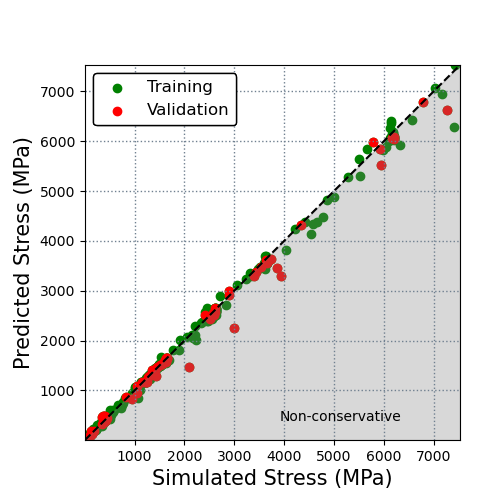 Training
Validation
7000
6000
5000
4000
3000
2000
1000
Predicted Stress (MPa)
Non-conservative
1000 2000 3000 4000 5000 6000 7000
Simulated Stress (MPa)